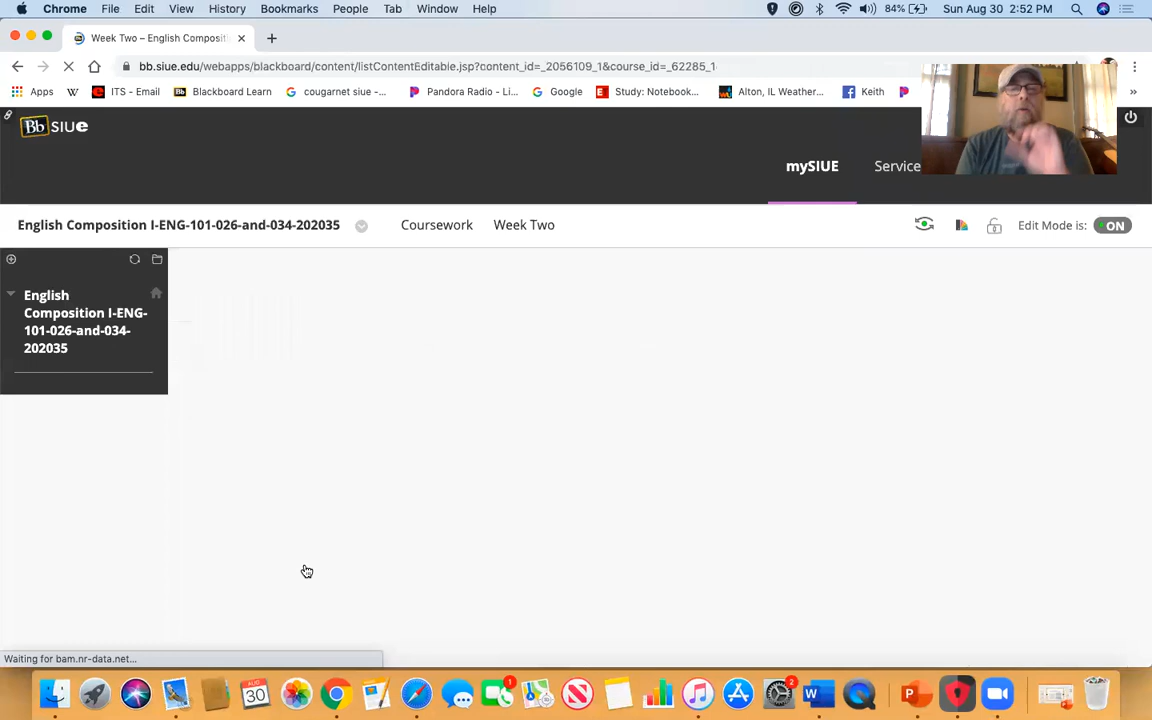 Chrome File Edit View History Bookmarks People Tab Window Help 84% Sun Aug 30 2:52 PM
Week Two – English Composit
bb.siue.edu/webapps/blackboard/content/listContentEditable.jsp?content_id=_2056109_1&course_id=_62285_1
Apps W ITS - Email Bb Blackboard Learn G cougarnet siue -... Pandora Radio - Li... G Google ET Study: Notebook... Alton, IL Weather... Keith »
Bb SIUe
mySIUE Service
English Composition I-ENG-101-026-and-034-202035 Coursework Week Two Edit Mode is: ON
English
Composition I-ENG-
101-026-and-034-
202035
Waiting for bam.nr-data.net...
AUG
30 1 2 W P